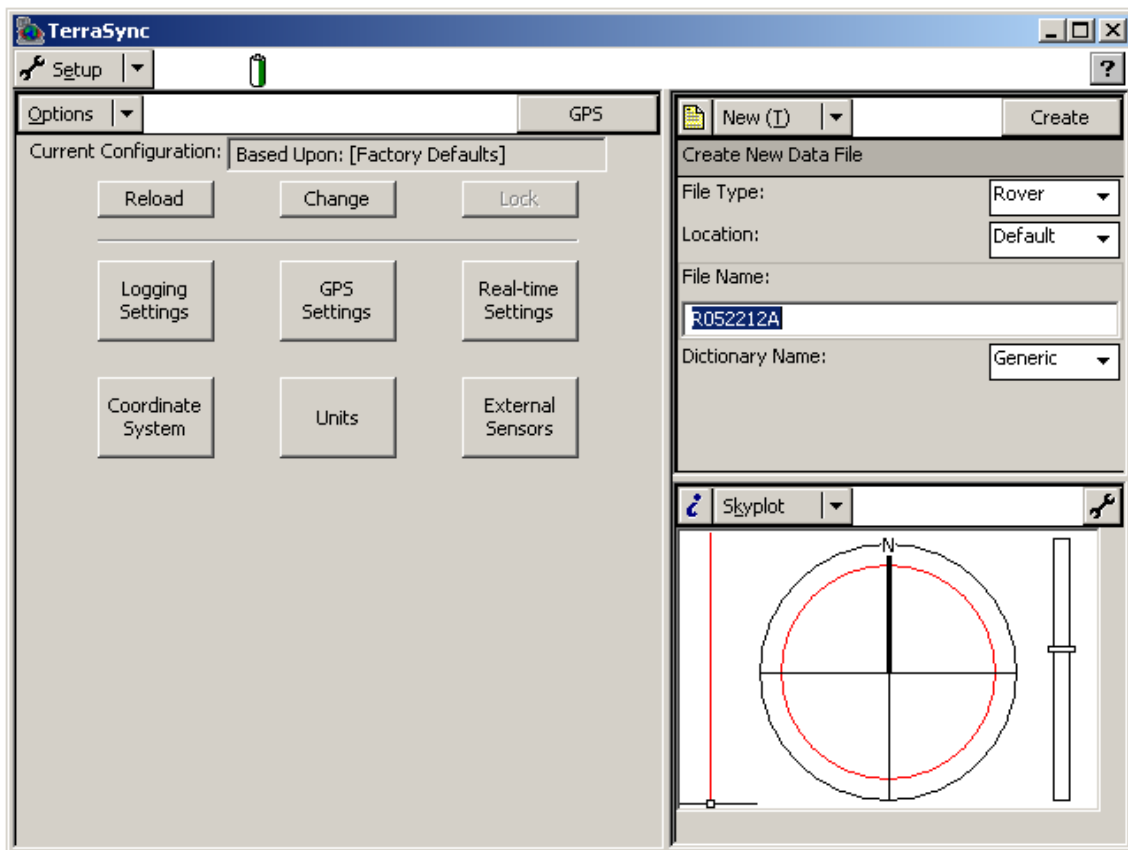 TerraSync
Setup
?
Options
GPS
Current Configuration: Based Upon: [Factory Defaults]
Reload
Change
Lock
Logging
Settings
GPS
Settings
Real-time
Settings
Coordinate
System
Units
External
Sensors
New (T)
Create
Create New Data File
File Type: Rover
Location: Default
File Name:
R052212A
Dictionary Name: Generic
i
Skyplot
N